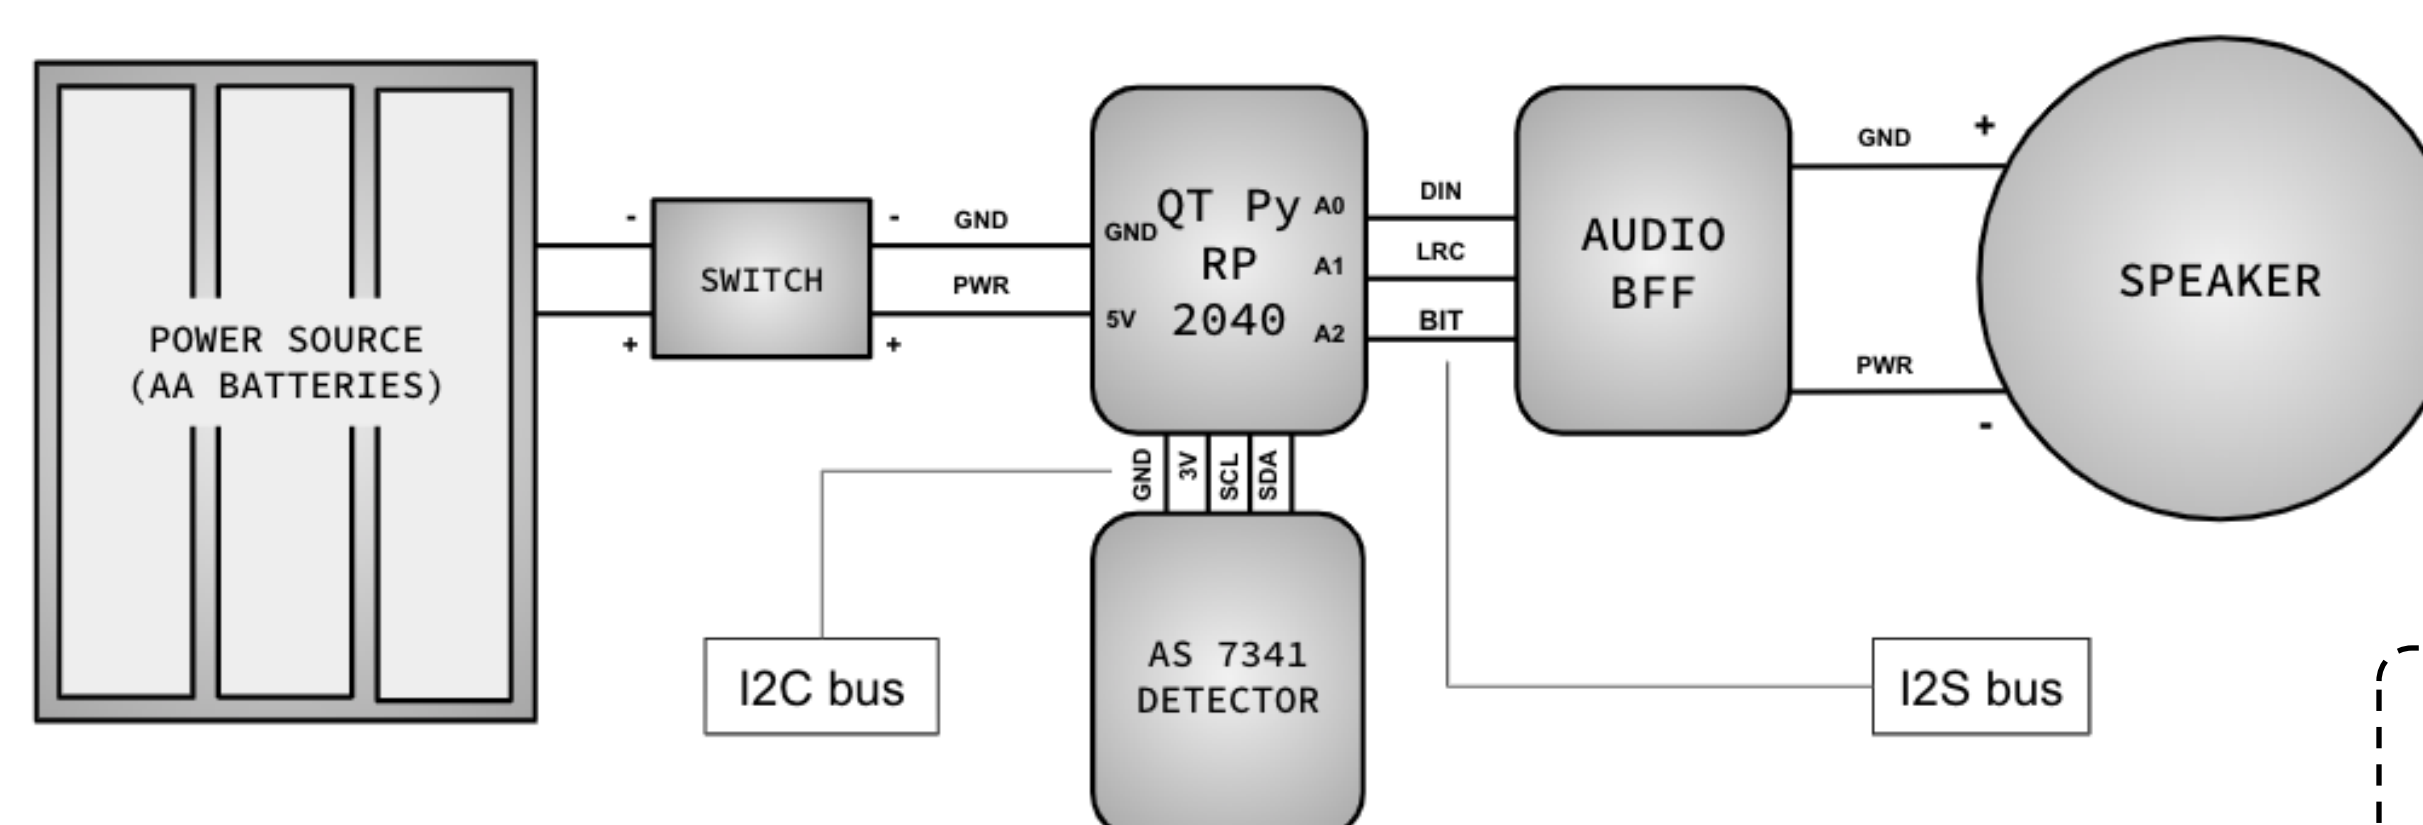 POWER SOURCE
(AA BATTERIES)
-
+
SWITCH
-
+
GND
PWR
GND
5V
QT Py
RP
2040
A0
A1
A2
DIN
LRC
BIT
AUDIO
BFF
GND
+
PWR
-
SPEAKER
GND
3V
SCL
SDA
I2C bus
AS 7341
DETECTOR
I2S bus